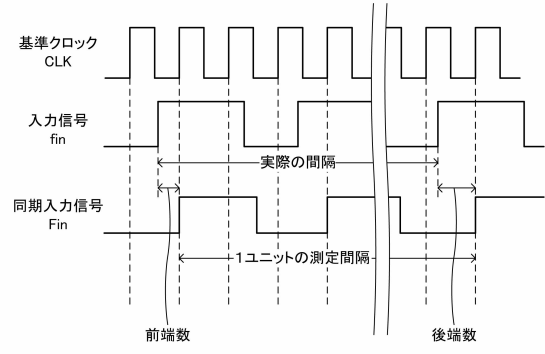 基準クロック
CLK
入力信号
fin
実際の間隔
同期入力信号
Fin
1ユニットの測定間隔
前端数
後端数